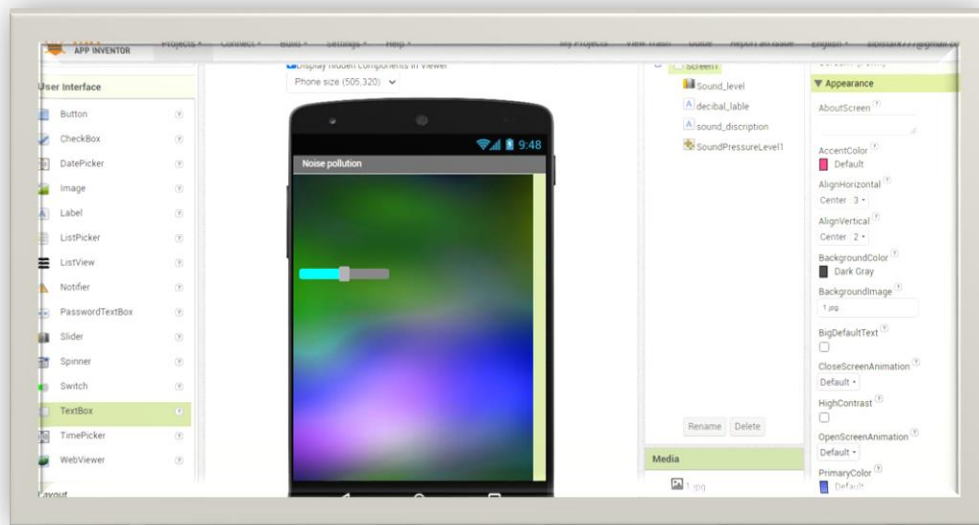 APP INVENTOR
Projects
Connect
Build
Settings
Help
My Projects
View Trash
Guide
Report an Issue
English
User Interface
Button
CheckBox
DatePicker
Image
Label
ListPicker
ListView
Notifier
PasswordTextBox
Slider
Spinner
Switch
TextBox
TimePicker
WebViewer
Layout
Display hidden components in Viewer
Phone size (505,320)
9:48
Noise pollution
Screen1
Sound_level
decibal_lable
sound_discription
SoundPressureLevel1
Rename Delete
Media
1.jpg
Appearance
AboutScreen
AccentColor
Default
AlignHorizontal
Center : 3
AlignVertical
Center : 2
BackgroundColor
Dark Gray
BackgroundImage
1.jpg
BigDefaultText
CloseScreenAnimation
Default
HighContrast
OpenScreenAnimation
Default
PrimaryColor
Default